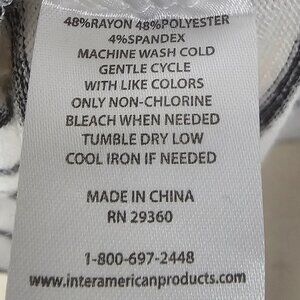 48%RAYON 48%POLYESTER
4%SPANDEX
MACHINE WASH COLD
GENTLE CYCLE
WITH LIKE COLORS
ONLY NON-CHLORINE
BLEACH WHEN NEEDED
TUMBLE DRY LOW
COOL IRON IF NEEDED
MADE IN CHINA
RN 29360
1-800-697-2448
www.interamericanproducts.com